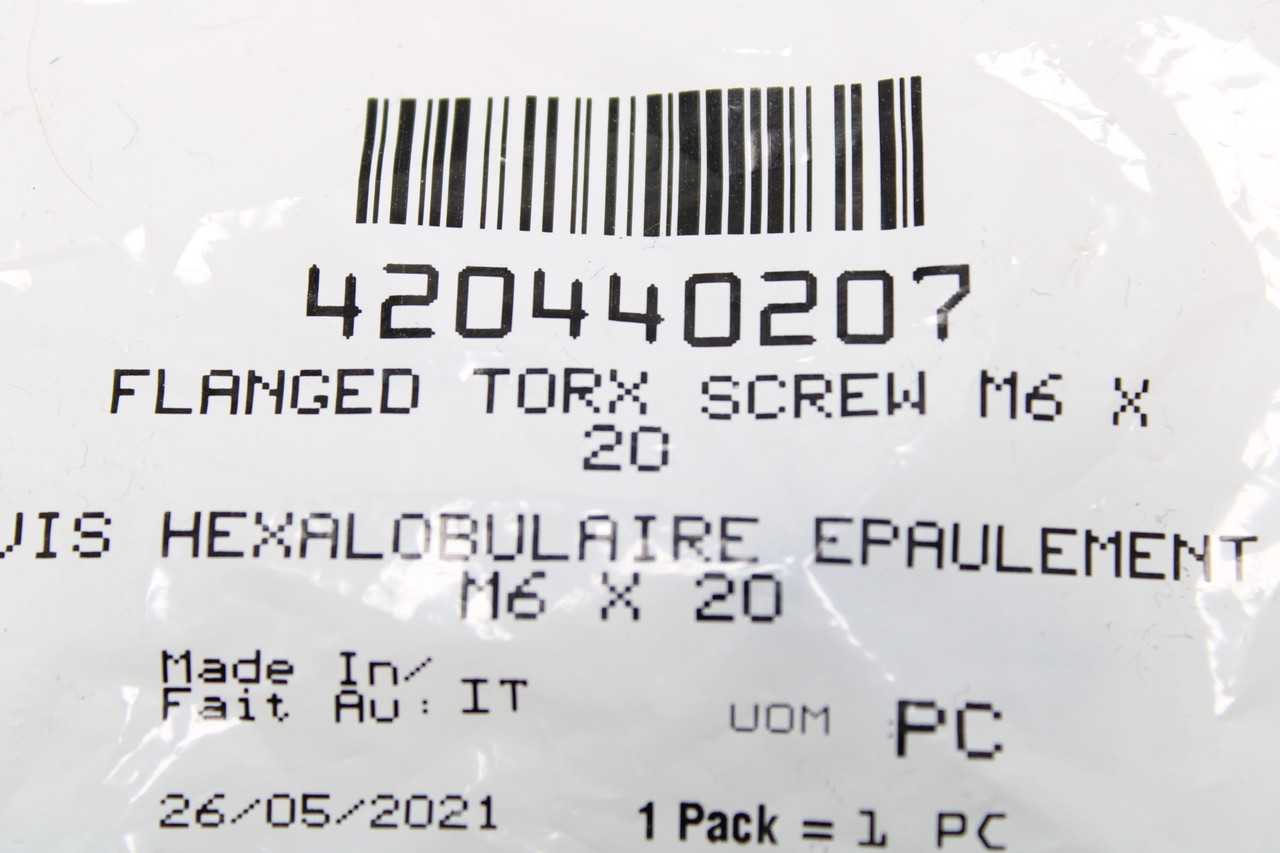 420440207
FLANGED TORX SCREW M6 X
20
VIS HEXALOBULAIRE EPAULEMENT
M6 X 20
Made In/
Fait Au: IT
UOM PC
26/05/2021
1 Pack = 1 PC